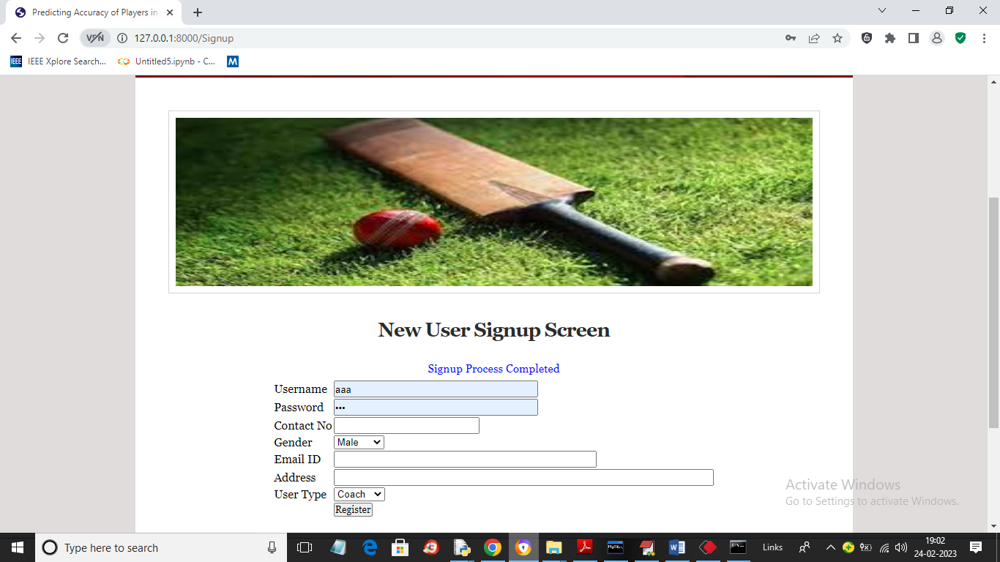 Predicting Accuracy of Players in
VPN
127.0.0.1:8000/Signup
IEEE IEEE Xplore Search... Untitled5.ipynb - C... M
New User Signup Screen
Signup Process Completed
Username aaa
Password •••
Contact No
Gender Male
Email ID
Address
User Type Coach
Register
Activate Windows
Go to Settings to activate Windows.
Type here to search
Links
19:02
24-02-2023